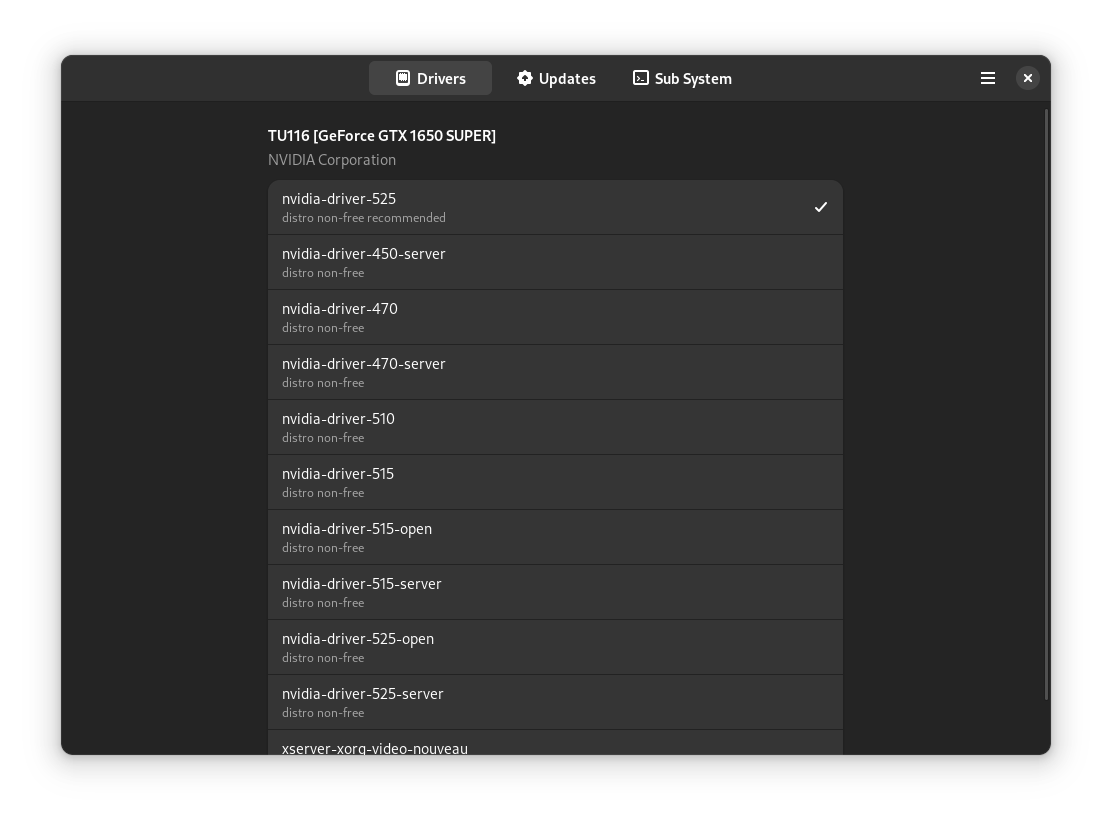 Drivers
Updates
Sub System
TU116 [GeForce GTX 1650 SUPER]
NVIDIA Corporation
nvidia-driver-525
distro non-free recommended
nvidia-driver-450-server
distro non-free
nvidia-driver-470
distro non-free
nvidia-driver-470-server
distro non-free
nvidia-driver-510
distro non-free
nvidia-driver-515
distro non-free
nvidia-driver-515-open
distro non-free
nvidia-driver-515-server
distro non-free
nvidia-driver-525-open
distro non-free
nvidia-driver-525-server
distro non-free
xserver-xorg-video-nouveau